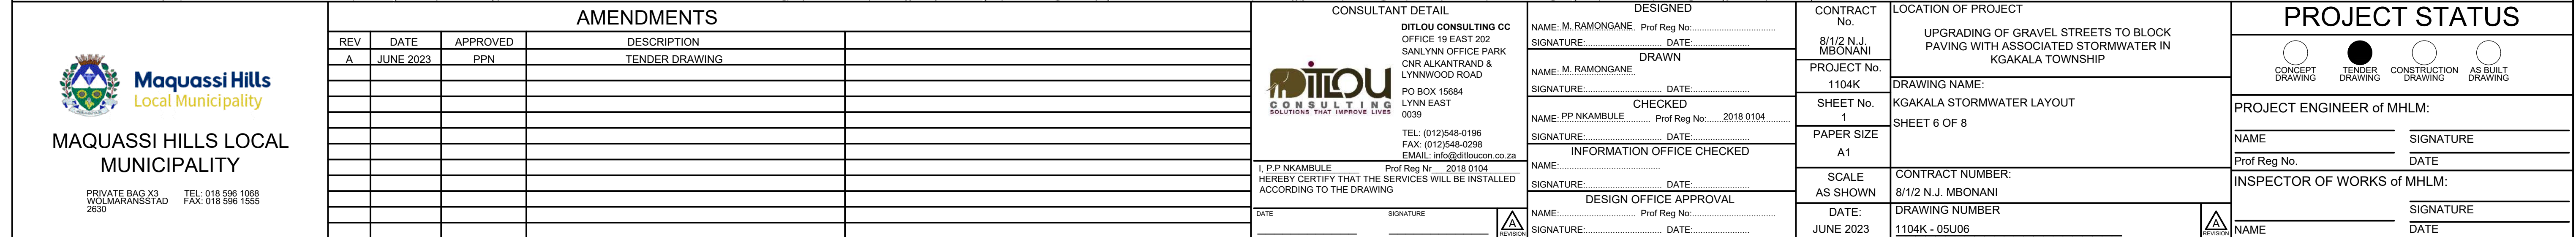 Maquassi Hills
Local Municipality
MAQUASSI HILLS LOCAL
MUNICIPALITY
PRIVATE BAG X3 TEL: 018 596 1068
WOLMARANSSTAD FAX: 018 596 1555
2630
AMENDMENTS
REV DATE APPROVED DESCRIPTION
A JUNE 2023 PPN TENDER DRAWING
CONSULTANT DETAIL
DITLOU
CONSULTING
SOLUTIONS THAT IMPROVE LIVES
DITLOU CONSULTING CC
OFFICE 19 EAST 202
SANLYNN OFFICE PARK
CNR ALKANTRAND &
LYNNWOOD ROAD
PO BOX 15684
LYNN EAST
0039
TEL: (012)548-0196
FAX: (012)548-0298
EMAIL: info@ditloucon.co.za
I, P.P NKAMBULE Prof Reg Nr 2018 0104
HEREBY CERTIFY THAT THE SERVICES WILL BE INSTALLED
ACCORDING TO THE DRAWING
DATE SIGNATURE
A
REVISION
DESIGNED
NAME: M. RAMONGANE Prof Reg No:
SIGNATURE: DATE:
DRAWN
NAME: M. RAMONGANE
SIGNATURE: DATE:
CHECKED
NAME: PP NKAMBULE Prof Reg No: 2018 0104
SIGNATURE: DATE:
INFORMATION OFFICE CHECKED
NAME:
SIGNATURE: DATE:
DESIGN OFFICE APPROVAL
NAME: Prof Reg No:
SIGNATURE: DATE:
CONTRACT
No.
8/1/2 N.J.
MBONANI
PROJECT No.
1104K
SHEET No.
1
PAPER SIZE
A1
SCALE
AS SHOWN
DATE:
JUNE 2023
LOCATION OF PROJECT
UPGRADING OF GRAVEL STREETS TO BLOCK
PAVING WITH ASSOCIATED STORMWATER IN
KGAKALA TOWNSHIP
DRAWING NAME:
KGAKALA STORMWATER LAYOUT
SHEET 6 OF 8
CONTRACT NUMBER:
8/1/2 N.J. MBONANI
DRAWING NUMBER
1104K - 05U06
A
REVISION
PROJECT STATUS
CONCEPT DRAWING
TENDER DRAWING
CONSTRUCTION DRAWING
AS BUILT DRAWING
PROJECT ENGINEER of MHLM:
NAME SIGNATURE
Prof Reg No. DATE
INSPECTOR OF WORKS of MHLM:
SIGNATURE
NAME DATE